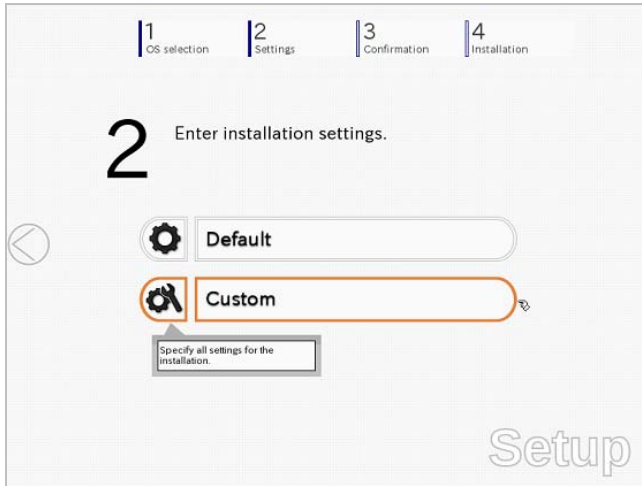 1
OS selection
2
Settings
3
Confirmation
4
Installation
2
Enter installation settings.
Default
Custom
Specify all settings for the
installation.
Setup